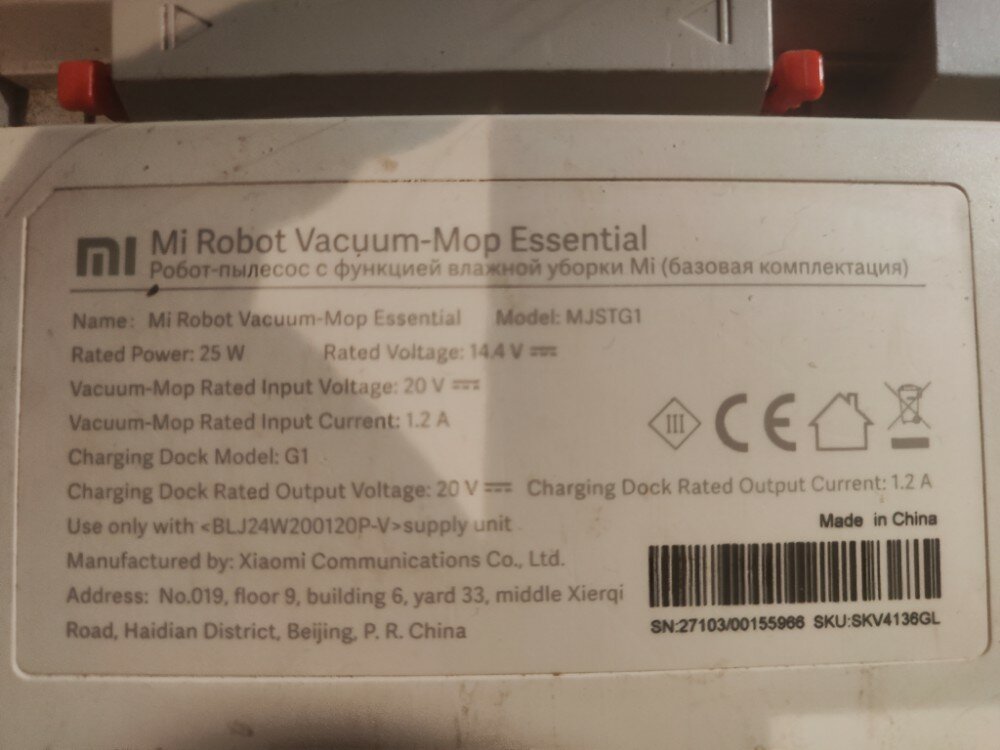 mi Mi Robot Vacuum-Mop Essential
Робот-пылесос с функцией влажной уборки Mi (базовая комплектация)
Name: Mi Robot Vacuum-Mop Essential Model: MJSTG1
Rated Power: 25 W Rated Voltage: 14.4 V ⎓
Vacuum-Mop Rated Input Voltage: 20 V ⎓
Vacuum-Mop Rated Input Current: 1.2 A
III CE
Charging Dock Model: G1
Charging Dock Rated Output Voltage: 20 V ⎓ Charging Dock Rated Output Current: 1.2 A
Use only with <BLJ24W200120P-V>supply unit
Made in China
Manufactured by: Xiaomi Communications Co., Ltd.
Address: No.019, floor 9, building 6, yard 33, middle Xierqi
Road, Haidian District, Beijing, P. R. China
SN:27103/00155966 SKU:SKV4136GL